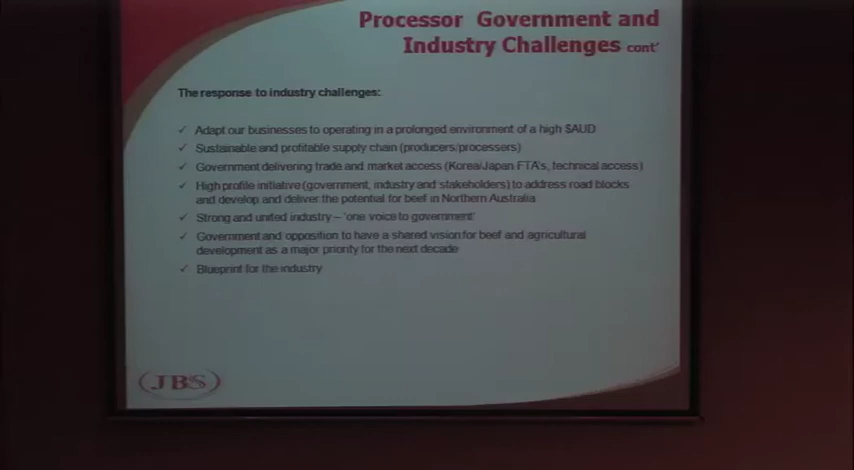 Processor Government and
Industry Challenges cont'
The response to industry challenges:
✓ Adapt our businesses to operating in a prolonged environment of a high $AUD
✓ Sustainable and profitable supply chain (producers/processers)
✓ Government delivering trade and market access (Korea/Japan FTA's, technical access)
✓ High profile initiative (government, industry and stakeholders) to address road blocks
and develop and deliver the potential for beef in Northern Australia
✓ Strong and united industry – 'one voice to government'
✓ Government and opposition to have a shared vision for beef and agricultural
development as a major priority for the next decade
✓ Blueprint for the industry
JBS